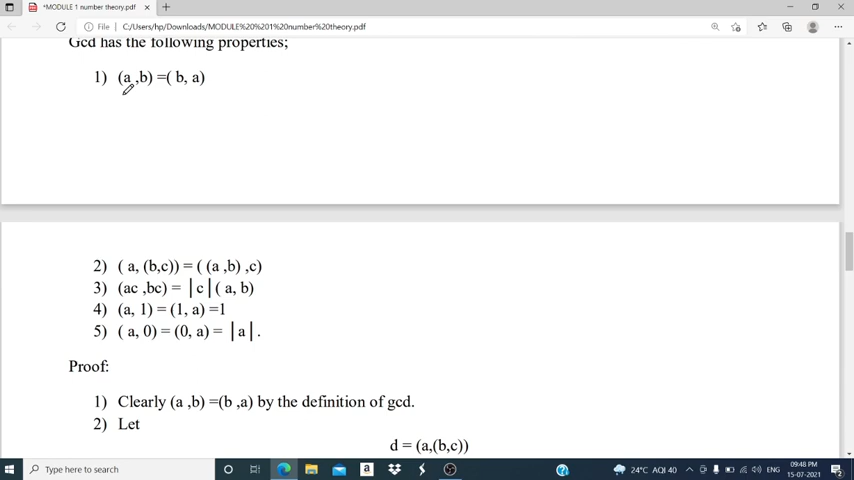 *MODULE 1 number theory.pdf
File
C:/Users/hp/Downloads/MODULE%20%201%20number%20theory.pdf
Gcd has the following properties;
1) (a ,b) =( b, a)
2) ( a, (b,c)) = ( (a ,b) ,c)
3) (ac ,bc) = |c|( a, b)
4) (a, 1) = (1, a) =1
5) ( a, 0) = (0, a) = |a|.
Proof:
1) Clearly (a ,b) =(b ,a) by the definition of gcd.
2) Let
d = (a,(b,c))
Type here to search
24°C AQI 40
ENG
09:48 PM
15-07-2021